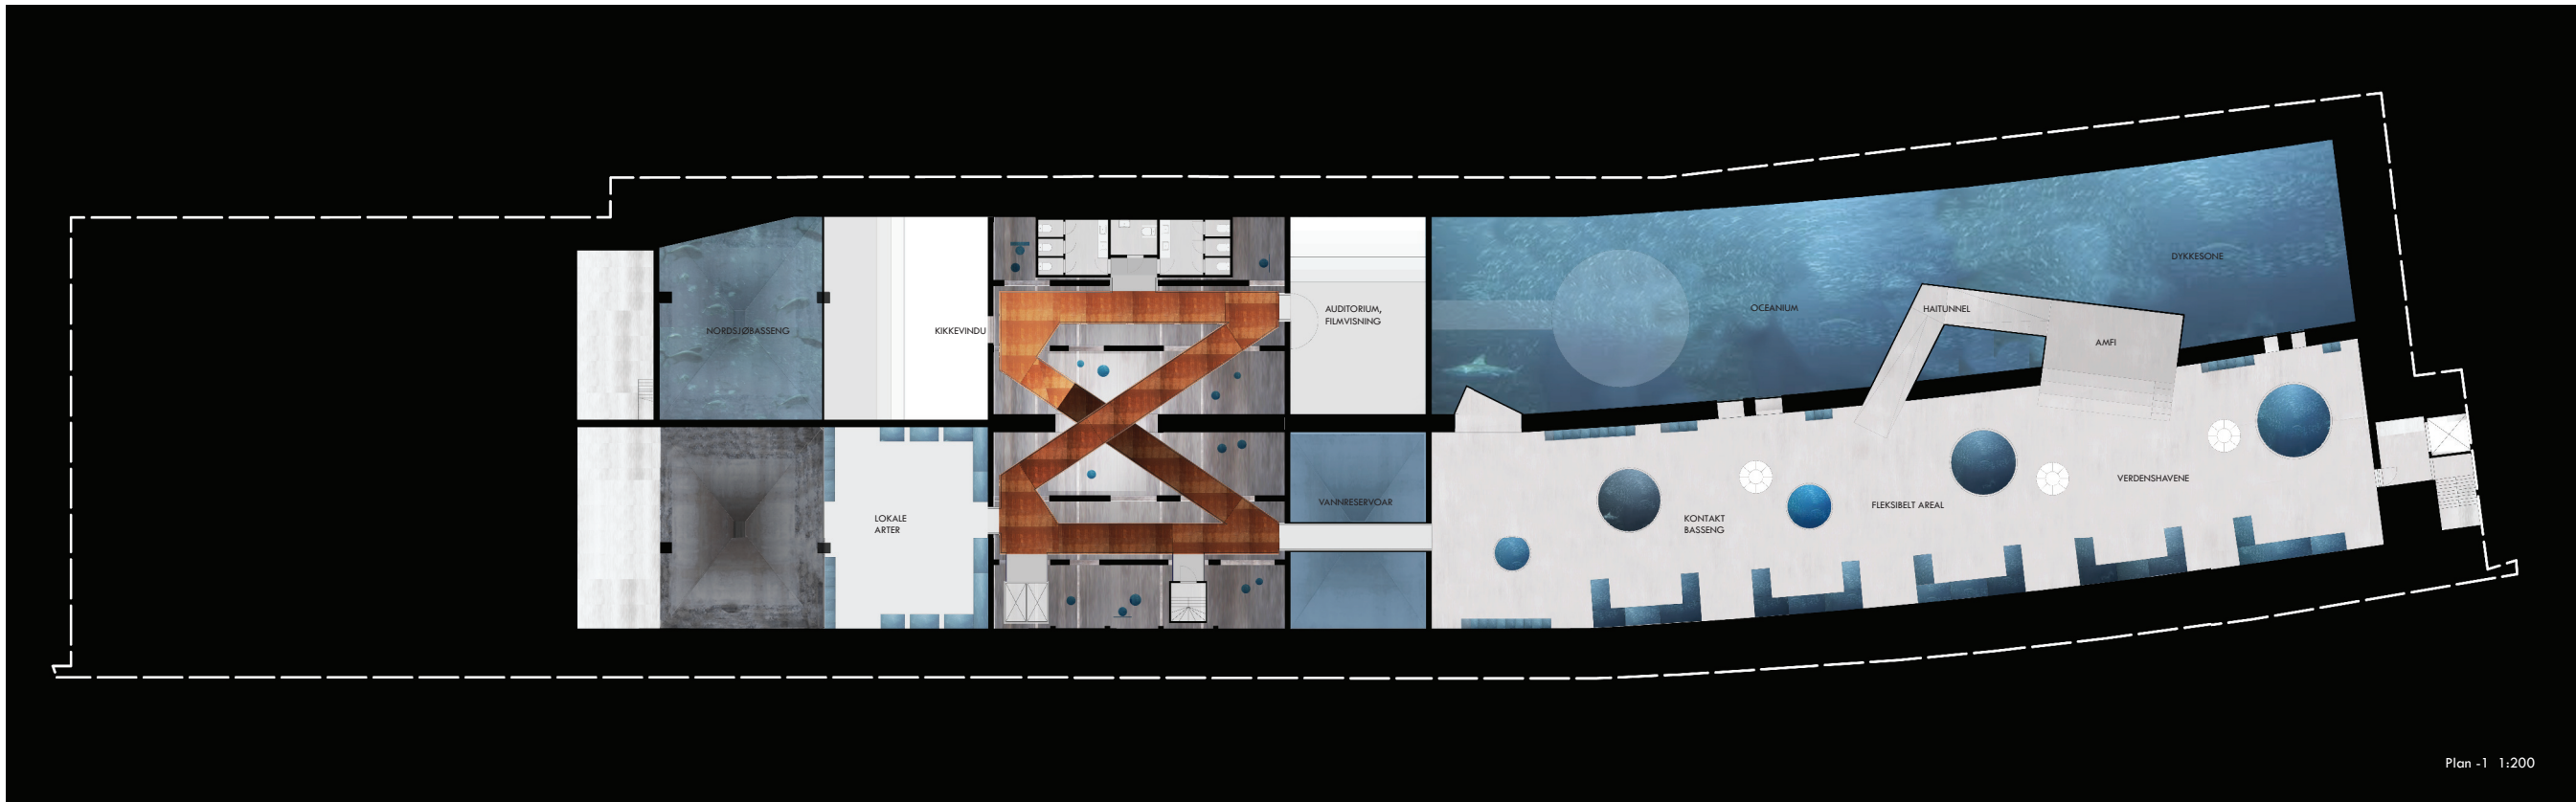 DYKKESONE
OCEANIUM
HAITUNNEL
AUDITORIUM,
FILMVISNING
NORDSJØBASSENG
KIKKEVINDU
AMFI
VERDENSHAVENE
VANNRESERVOAR
FLEKSIBELT AREAL
LOKALE
ARTER
KONTAKT
BASSENG
Plan -1 1:200